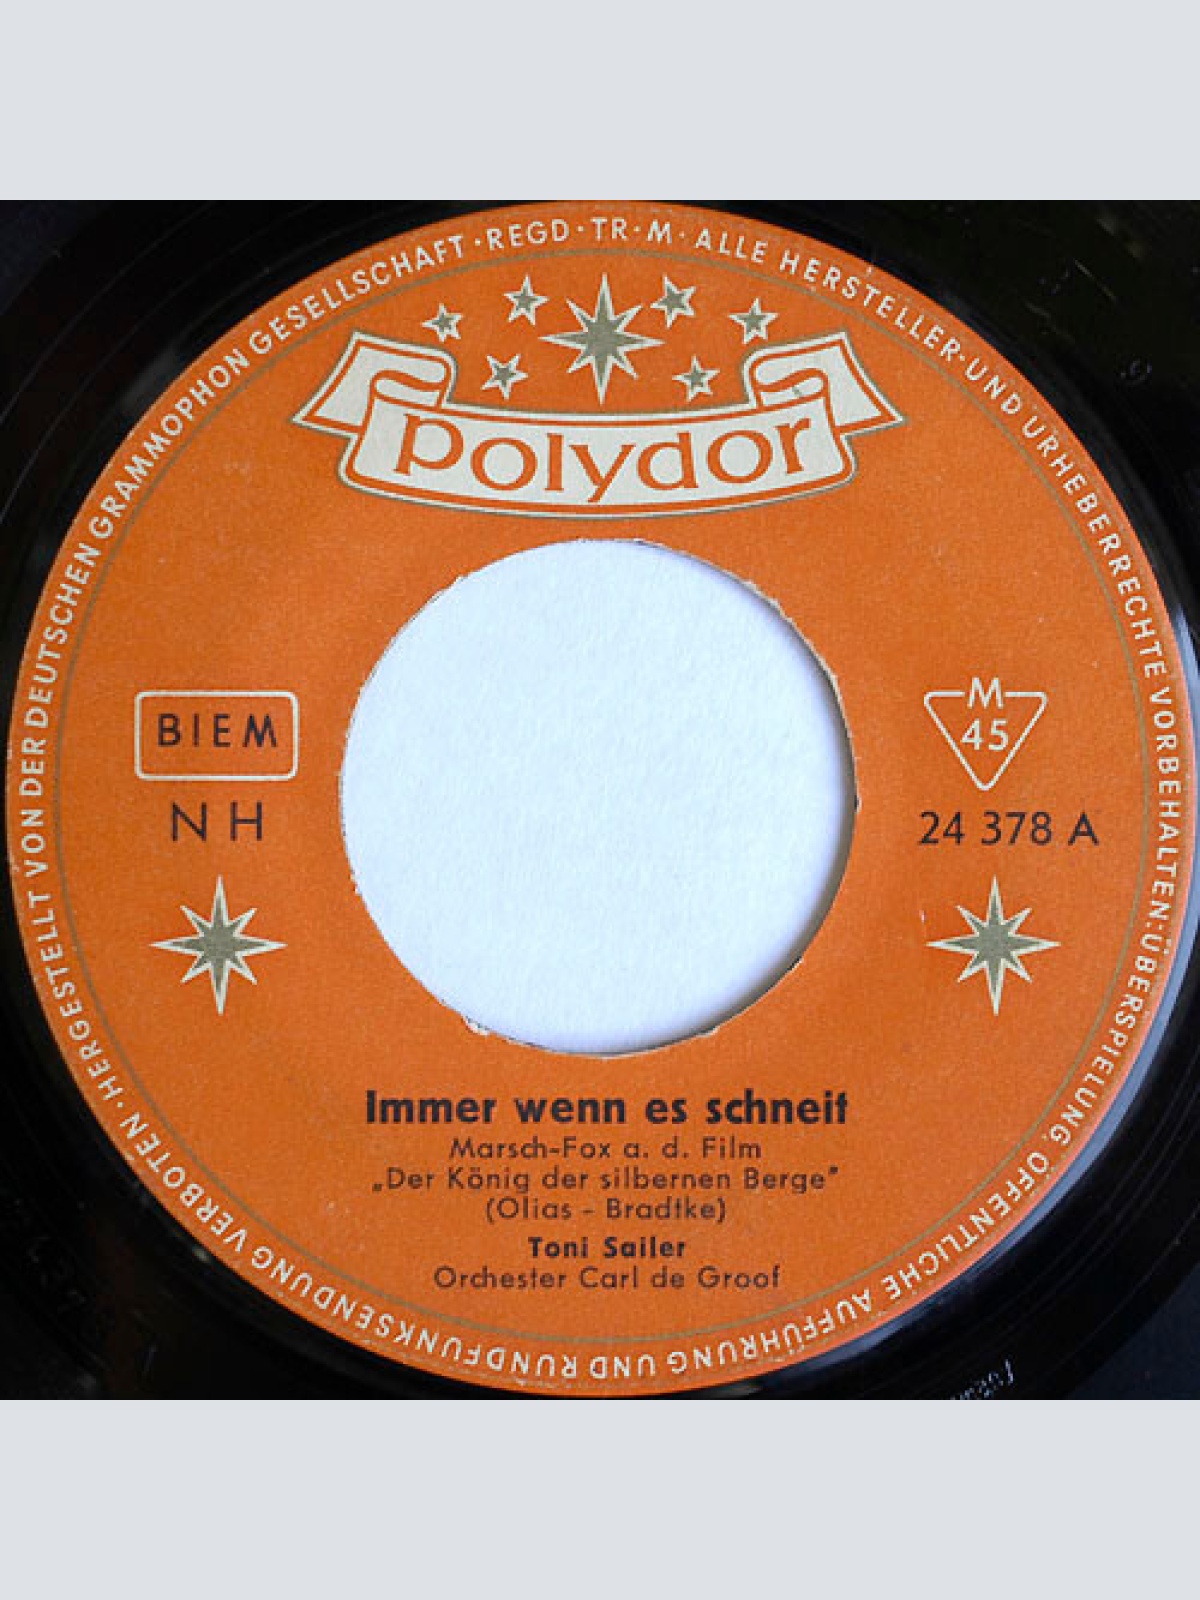 HERGESTELLT VON DER DEUTSCHEN GRAMMOPHON GESELLSCHAFT · REGD · TR · M · ALLE HERSTELLER- UND URHEBERRECHTE VORBEHALTEN: ÜBERSPIELUNG, ÖFFENTLICHE AUFFÜHRUNG UND RUNDFUNKSENDUNG VERBOTEN ·
polydor
BIEM
NH
M
45
24 378 A
Immer wenn es schneit
Marsch-Fox a. d. Film
„Der König der silbernen Berge"
(Olias - Bradtke)
Toni Sailer
Orchester Carl de Groof